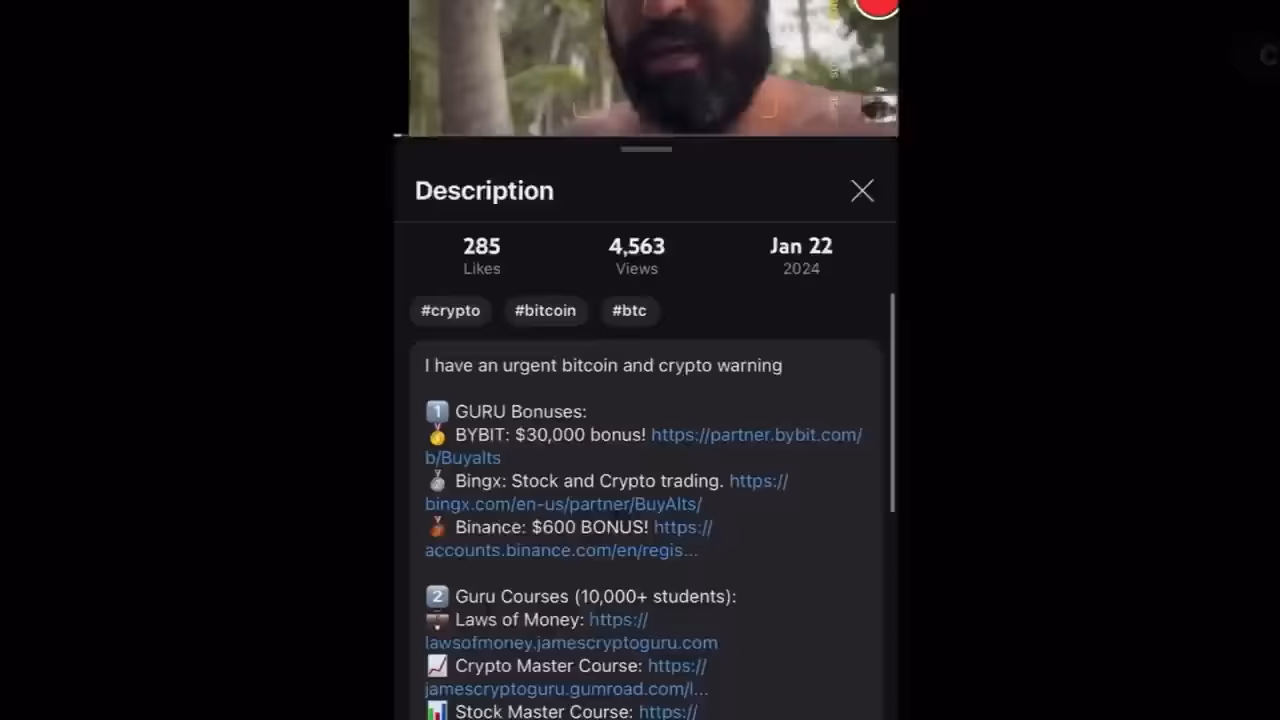 Description
285
4,563
Jan 22
Likes
Views
2024
#crypto
#bitcoin
#btc
I have an urgent bitcoin and crypto warning
1 GURU Bonuses:
🥇 BYBIT: $30,000 bonus! https://partner.bybit.com/
b/Buyalts
🥈 Bingx: Stock and Crypto trading. https://
bingx.com/en-us/partner/BuyAlts/
🥉 Binance: $600 BONUS! https://
accounts.binance.com/en/regis...
2 Guru Courses (10,000+ students):
Laws of Money: https://
lawsofmoney.jamescryptoguru.com
📈 Crypto Master Course: https://
jamescryptoguru.gumroad.com/l...
📊 Stock Master Course: https://